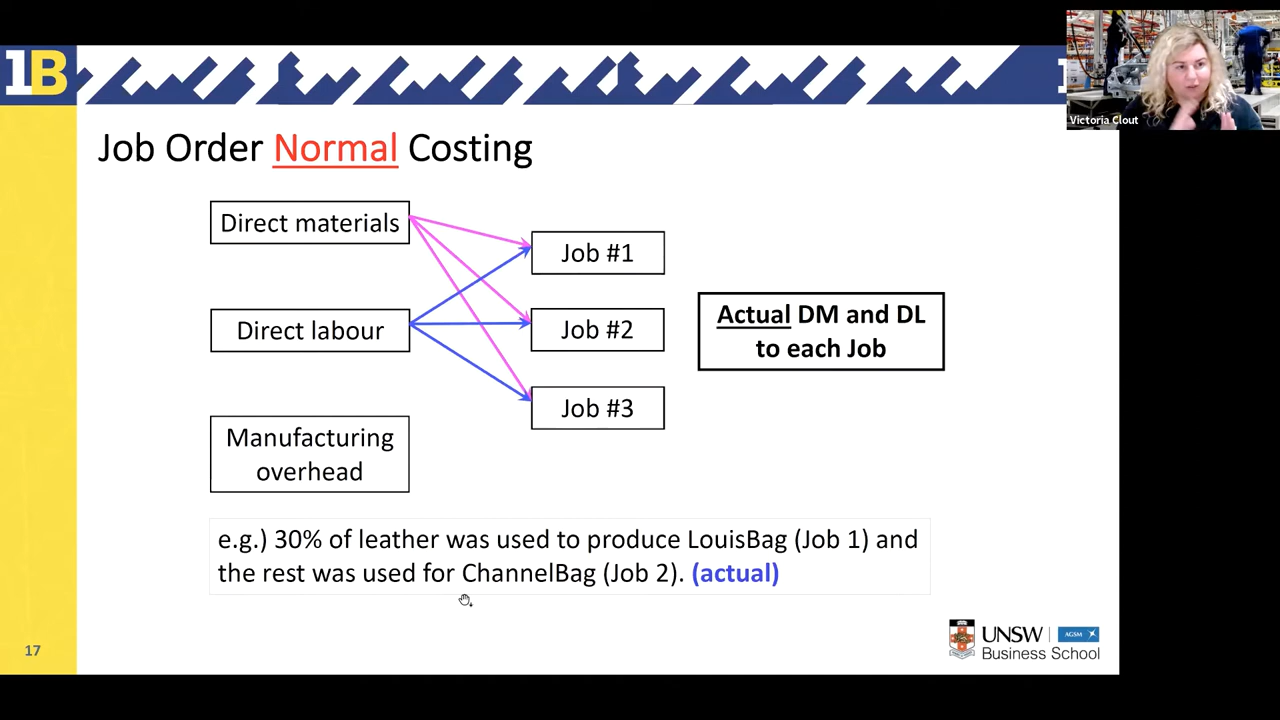 1B
Victoria Clout
Job Order Normal Costing
Direct materials
Job #1
Actual DM and DL
to each Job
Direct labour
Job #2
Job #3
Manufacturing
overhead
e.g.) 30% of leather was used to produce LouisBag (Job 1) and
the rest was used for ChannelBag (Job 2). (actual)
17
UNSW
AGSM
Business School